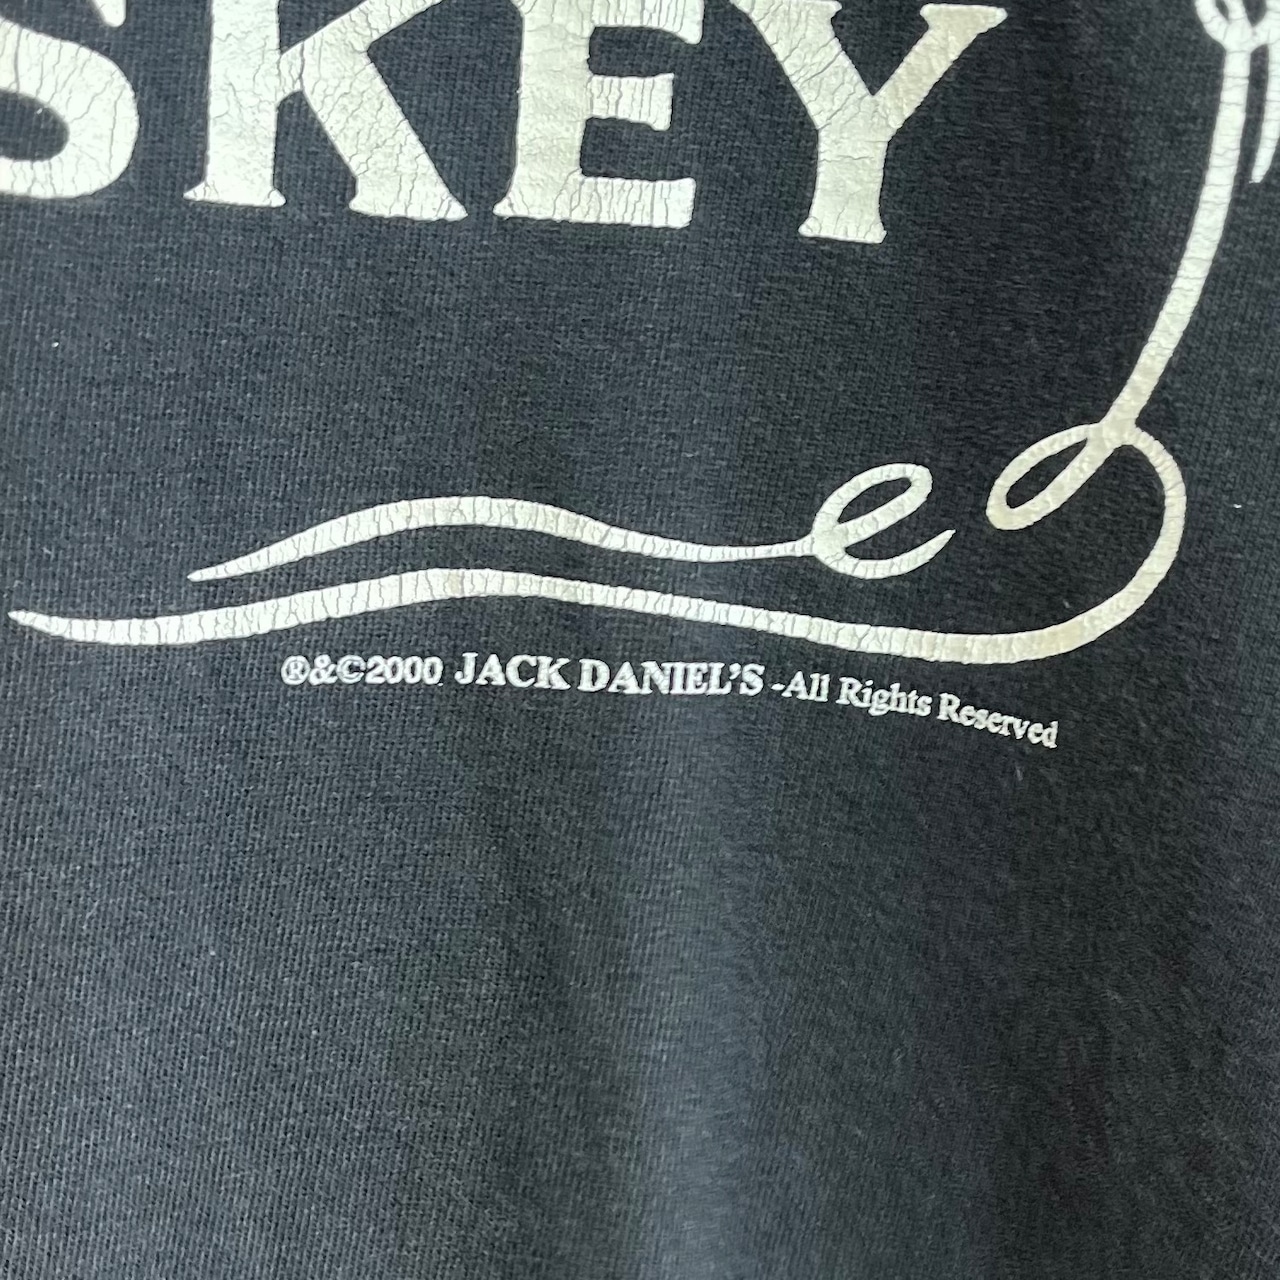 SKEY
®&©2000 JACK DANIEL'S -All Rights Reserved